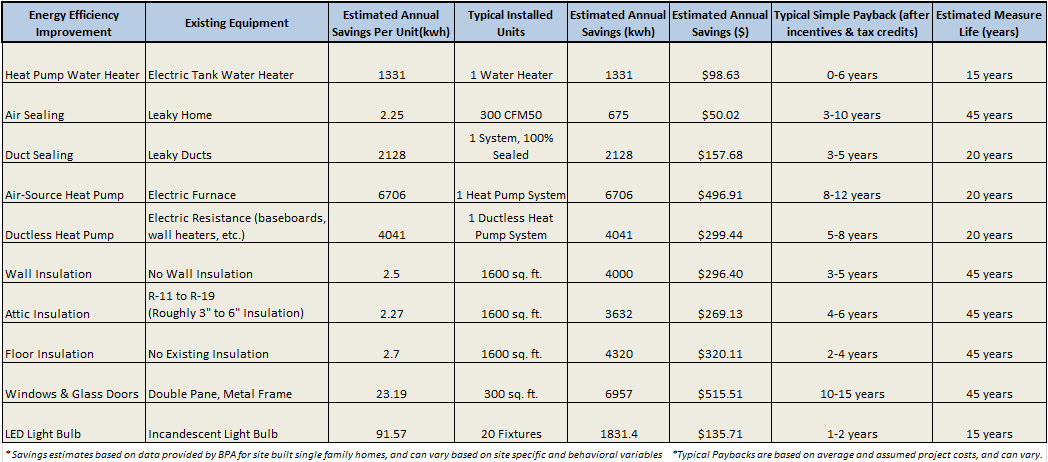 Energy Efficiency Improvement | Existing Equipment | Estimated Annual Savings Per Unit(kwh) | Typical Installed Units | Estimated Annual Savings (kwh) | Estimated Annual Savings ($) | Typical Simple Payback (after incentives & tax credits) | Estimated Measure Life (years)
Heat Pump Water Heater | Electric Tank Water Heater | 1331 | 1 Water Heater | 1331 | $98.63 | 0-6 years | 15 years
Air Sealing | Leaky Home | 2.25 | 300 CFM50 | 675 | $50.02 | 3-10 years | 45 years
Duct Sealing | Leaky Ducts | 2128 | 1 System, 100% Sealed | 2128 | $157.68 | 3-5 years | 20 years
Air-Source Heat Pump | Electric Furnace | 6706 | 1 Heat Pump System | 6706 | $496.91 | 8-12 years | 20 years
Ductless Heat Pump | Electric Resistance (baseboards, wall heaters, etc.) | 4041 | 1 Ductless Heat Pump System | 4041 | $299.44 | 5-8 years | 20 years
Wall Insulation | No Wall Insulation | 2.5 | 1600 sq. ft. | 4000 | $296.40 | 3-5 years | 45 years
Attic Insulation | R-11 to R-19 (Roughly 3" to 6" Insulation) | 2.27 | 1600 sq. ft. | 3632 | $269.13 | 4-6 years | 45 years
Floor Insulation | No Existing Insulation | 2.7 | 1600 sq. ft. | 4320 | $320.11 | 2-4 years | 45 years
Windows & Glass Doors | Double Pane, Metal Frame | 23.19 | 300 sq. ft. | 6957 | $515.51 | 10-15 years | 45 years
LED Light Bulb | Incandescent Light Bulb | 91.57 | 20 Fixtures | 1831.4 | $135.71 | 1-2 years | 15 years
* Savings estimates based on data provided by BPA for site built single family homes, and can vary based on site specific and behavioral variables *Typical Paybacks are based on average and assumed project costs, and can vary.